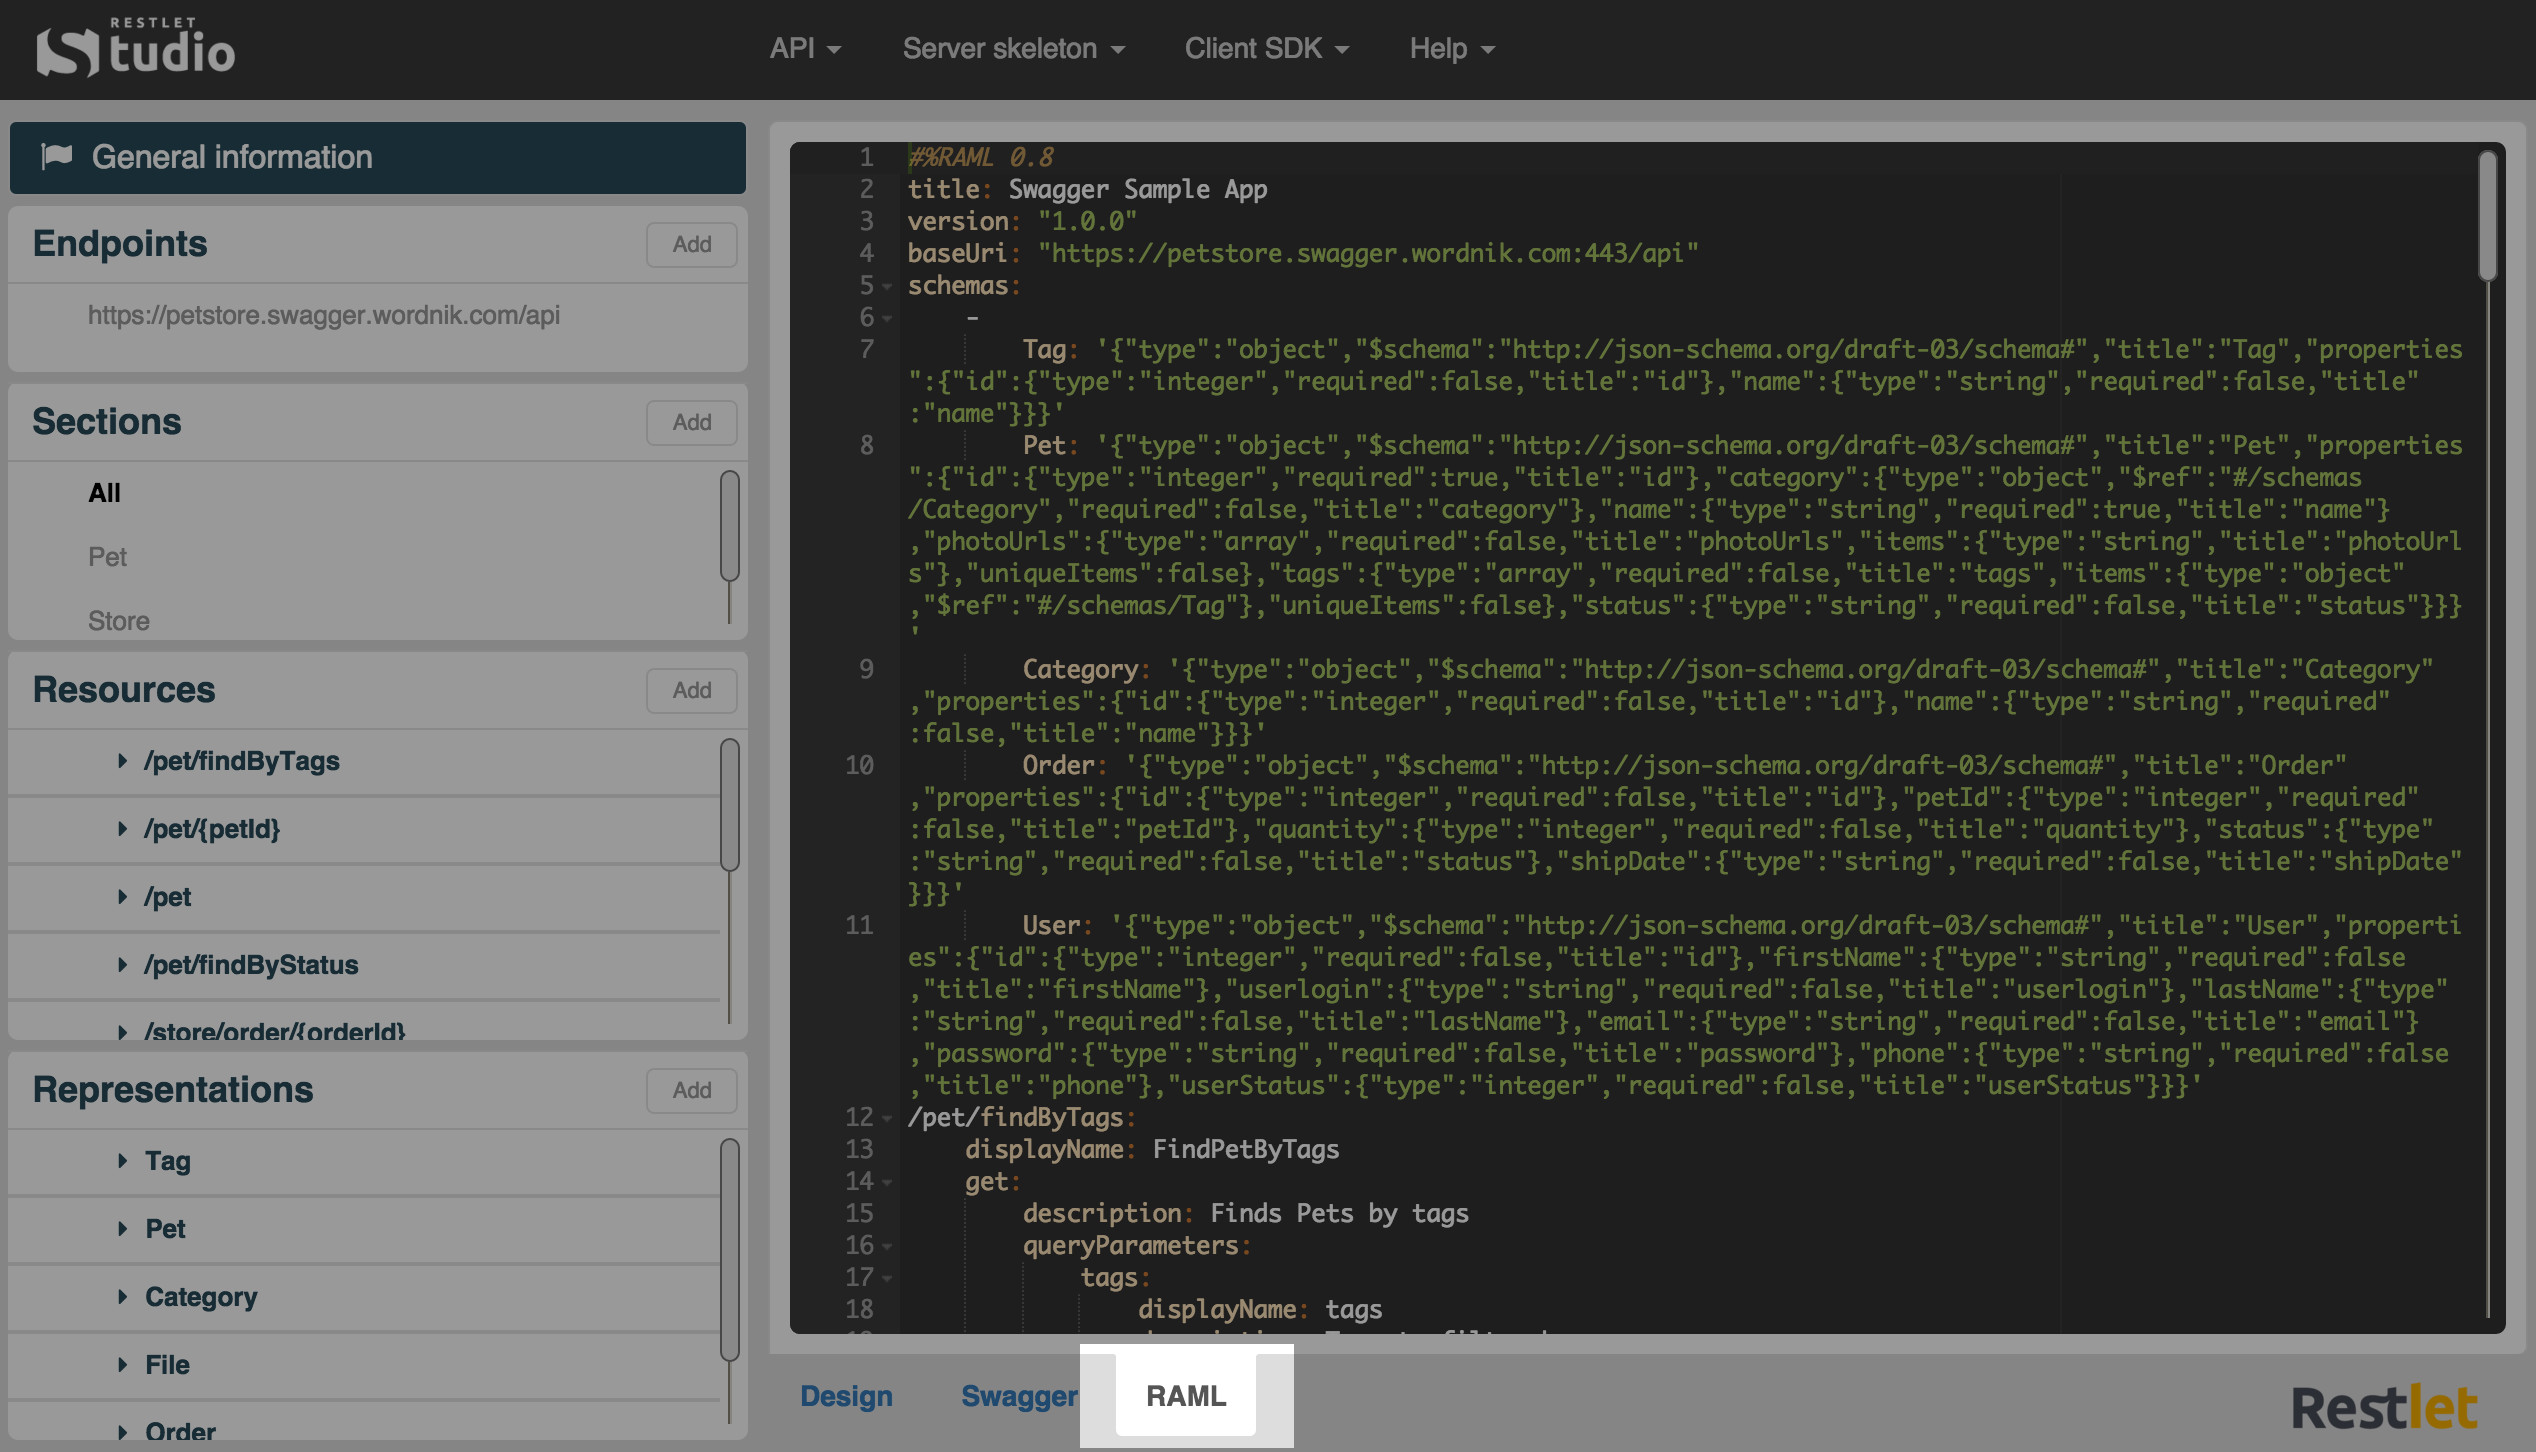 RESTLET
Studio
API
Server skeleton
Client SDK
Help
General information
Endpoints
Add
https://petstore.swagger.wordnik.com/api
Sections
Add
All
Pet
Store
Resources
Add
/pet/findByTags
/pet/{petId}
/pet
/pet/findByStatus
/store/order/{orderId}
Representations
Add
Tag
Pet
Category
File
Order
1 #%RAML 0.8
2 title: Swagger Sample App
3 version: "1.0.0"
4 baseUri: "https://petstore.swagger.wordnik.com:443/api"
5 schemas:
6 -
7 Tag: '{"type":"object","$schema":"http://json-schema.org/draft-03/schema#","title":"Tag","properties
":{"id":{"type":"integer","required":false,"title":"id"},"name":{"type":"string","required":false,"title"
:"name"}}}'
8 Pet: '{"type":"object","$schema":"http://json-schema.org/draft-03/schema#","title":"Pet","properties
":{"id":{"type":"integer","required":true,"title":"id"},"category":{"type":"object","$ref":"#/schemas
/Category","required":false,"title":"category"},"name":{"type":"string","required":true,"title":"name"}
,"photoUrls":{"type":"array","required":false,"title":"photoUrls","items":{"type":"string","title":"photoUrl
s"},"uniqueItems":false},"tags":{"type":"array","required":false,"title":"tags","items":{"type":"object"
,"$ref":"#/schemas/Tag"},"uniqueItems":false},"status":{"type":"string","required":false,"title":"status"}}}
'
9 Category: '{"type":"object","$schema":"http://json-schema.org/draft-03/schema#","title":"Category"
,"properties":{"id":{"type":"integer","required":false,"title":"id"},"name":{"type":"string","required"
:false,"title":"name"}}}'
10 Order: '{"type":"object","$schema":"http://json-schema.org/draft-03/schema#","title":"Order"
,"properties":{"id":{"type":"integer","required":false,"title":"id"},"petId":{"type":"integer","required"
:false,"title":"petId"},"quantity":{"type":"integer","required":false,"title":"quantity"},"status":{"type"
:"string","required":false,"title":"status"},"shipDate":{"type":"string","required":false,"title":"shipDate"
}}}'
11 User: '{"type":"object","$schema":"http://json-schema.org/draft-03/schema#","title":"User","properti
es":{"id":{"type":"integer","required":false,"title":"id"},"firstName":{"type":"string","required":false
,"title":"firstName"},"userlogin":{"type":"string","required":false,"title":"userlogin"},"lastName":{"type"
:"string","required":false,"title":"lastName"},"email":{"type":"string","required":false,"title":"email"}
,"password":{"type":"string","required":false,"title":"password"},"phone":{"type":"string","required":false
,"title":"phone"},"userStatus":{"type":"integer","required":false,"title":"userStatus"}}}'
12 /pet/findByTags:
13 displayName: FindPetByTags
14 get:
15 description: Finds Pets by tags
16 queryParameters:
17 tags:
18 displayName: tags
Design
Swagger
RAML
Restlet